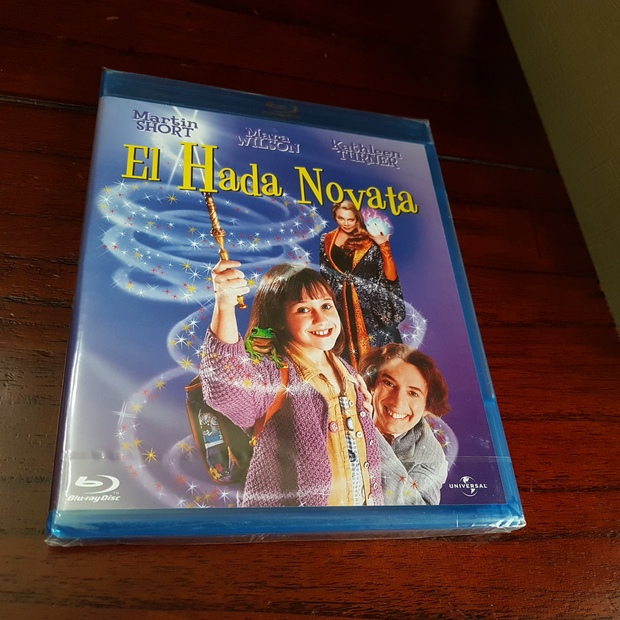 Martin
SHORT
Mara
WILSON
Kathleen
TURNER
El Hada Novata
Blu-ray Disc
UNIVERSAL